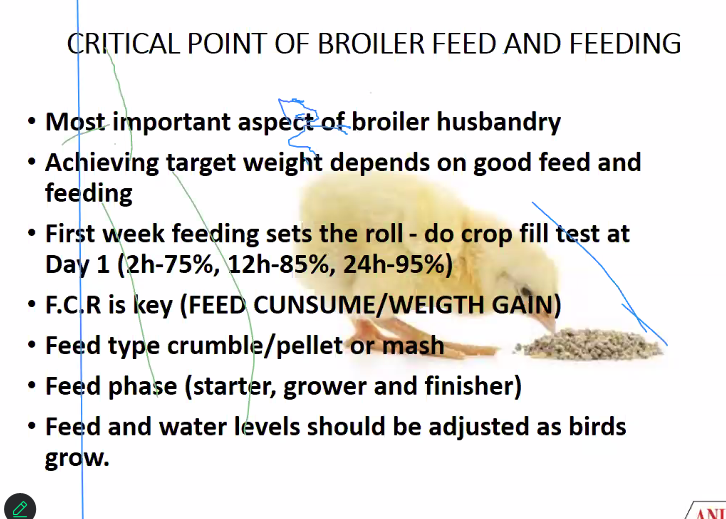 CRITICAL POINT OF BROILER FEED AND FEEDING
• Most important aspect of broiler husbandry
• Achieving target weight depends on good feed and
feeding
• First week feeding sets the roll - do crop fill test at
Day 1 (2h-75%, 12h-85%, 24h-95%)
• F.C.R is key (FEED CUNSUME/WEIGTH GAIN)
• Feed type crumble/pellet or mash
• Feed phase (starter, grower and finisher)
• Feed and water levels should be adjusted as birds
grow.